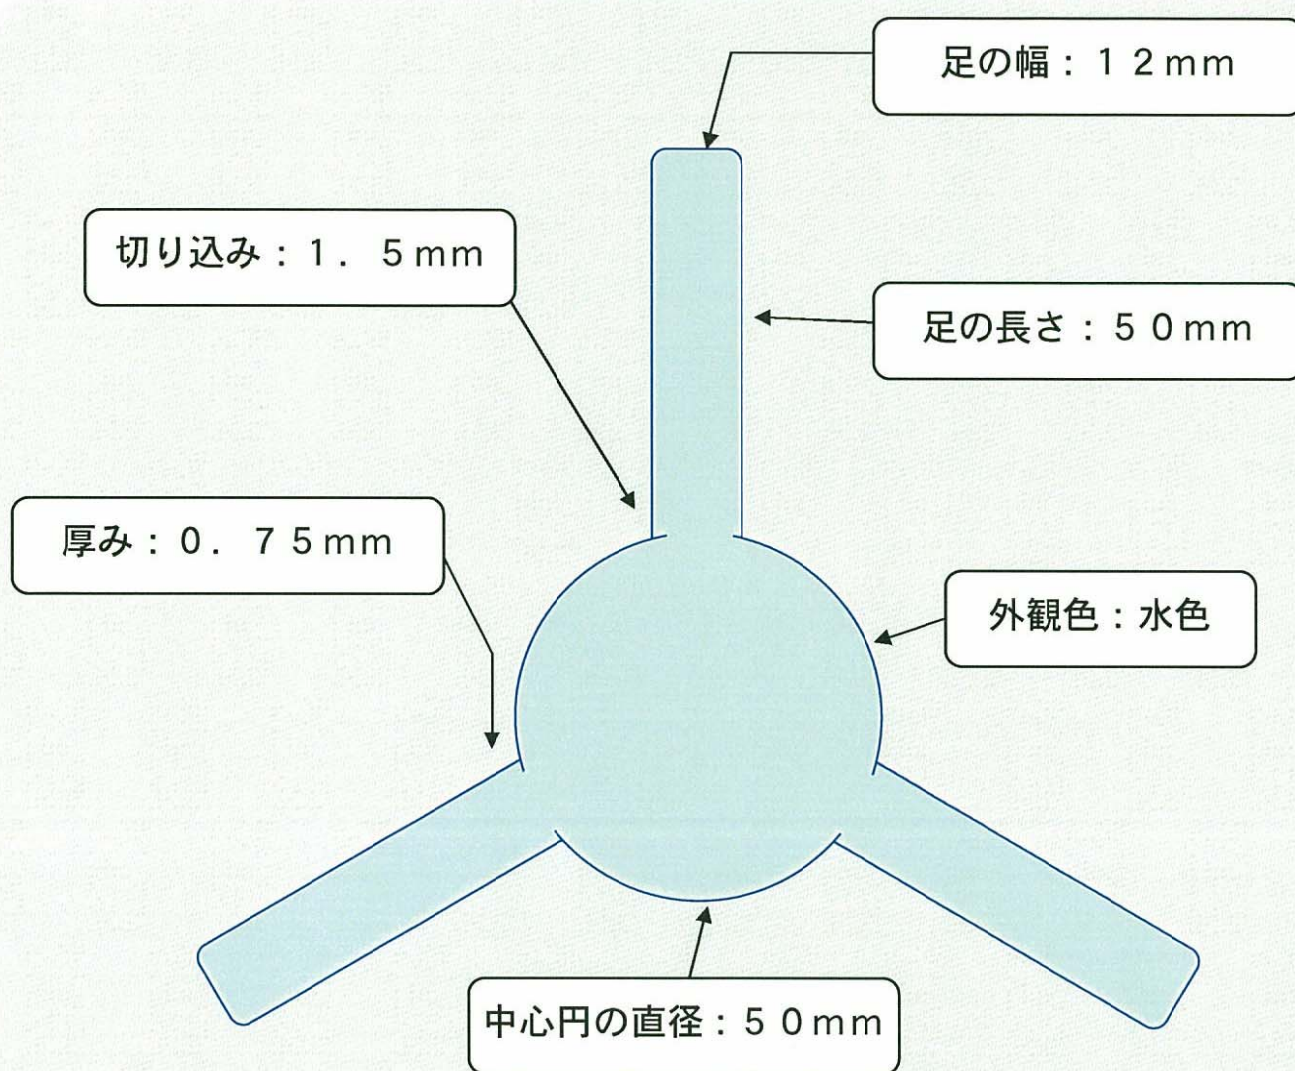 足の幅：１２ｍｍ
切り込み：１．５ｍｍ
足の長さ：５０ｍｍ
厚み：０．７５ｍｍ
外観色：水色
中心円の直径：５０ｍｍ